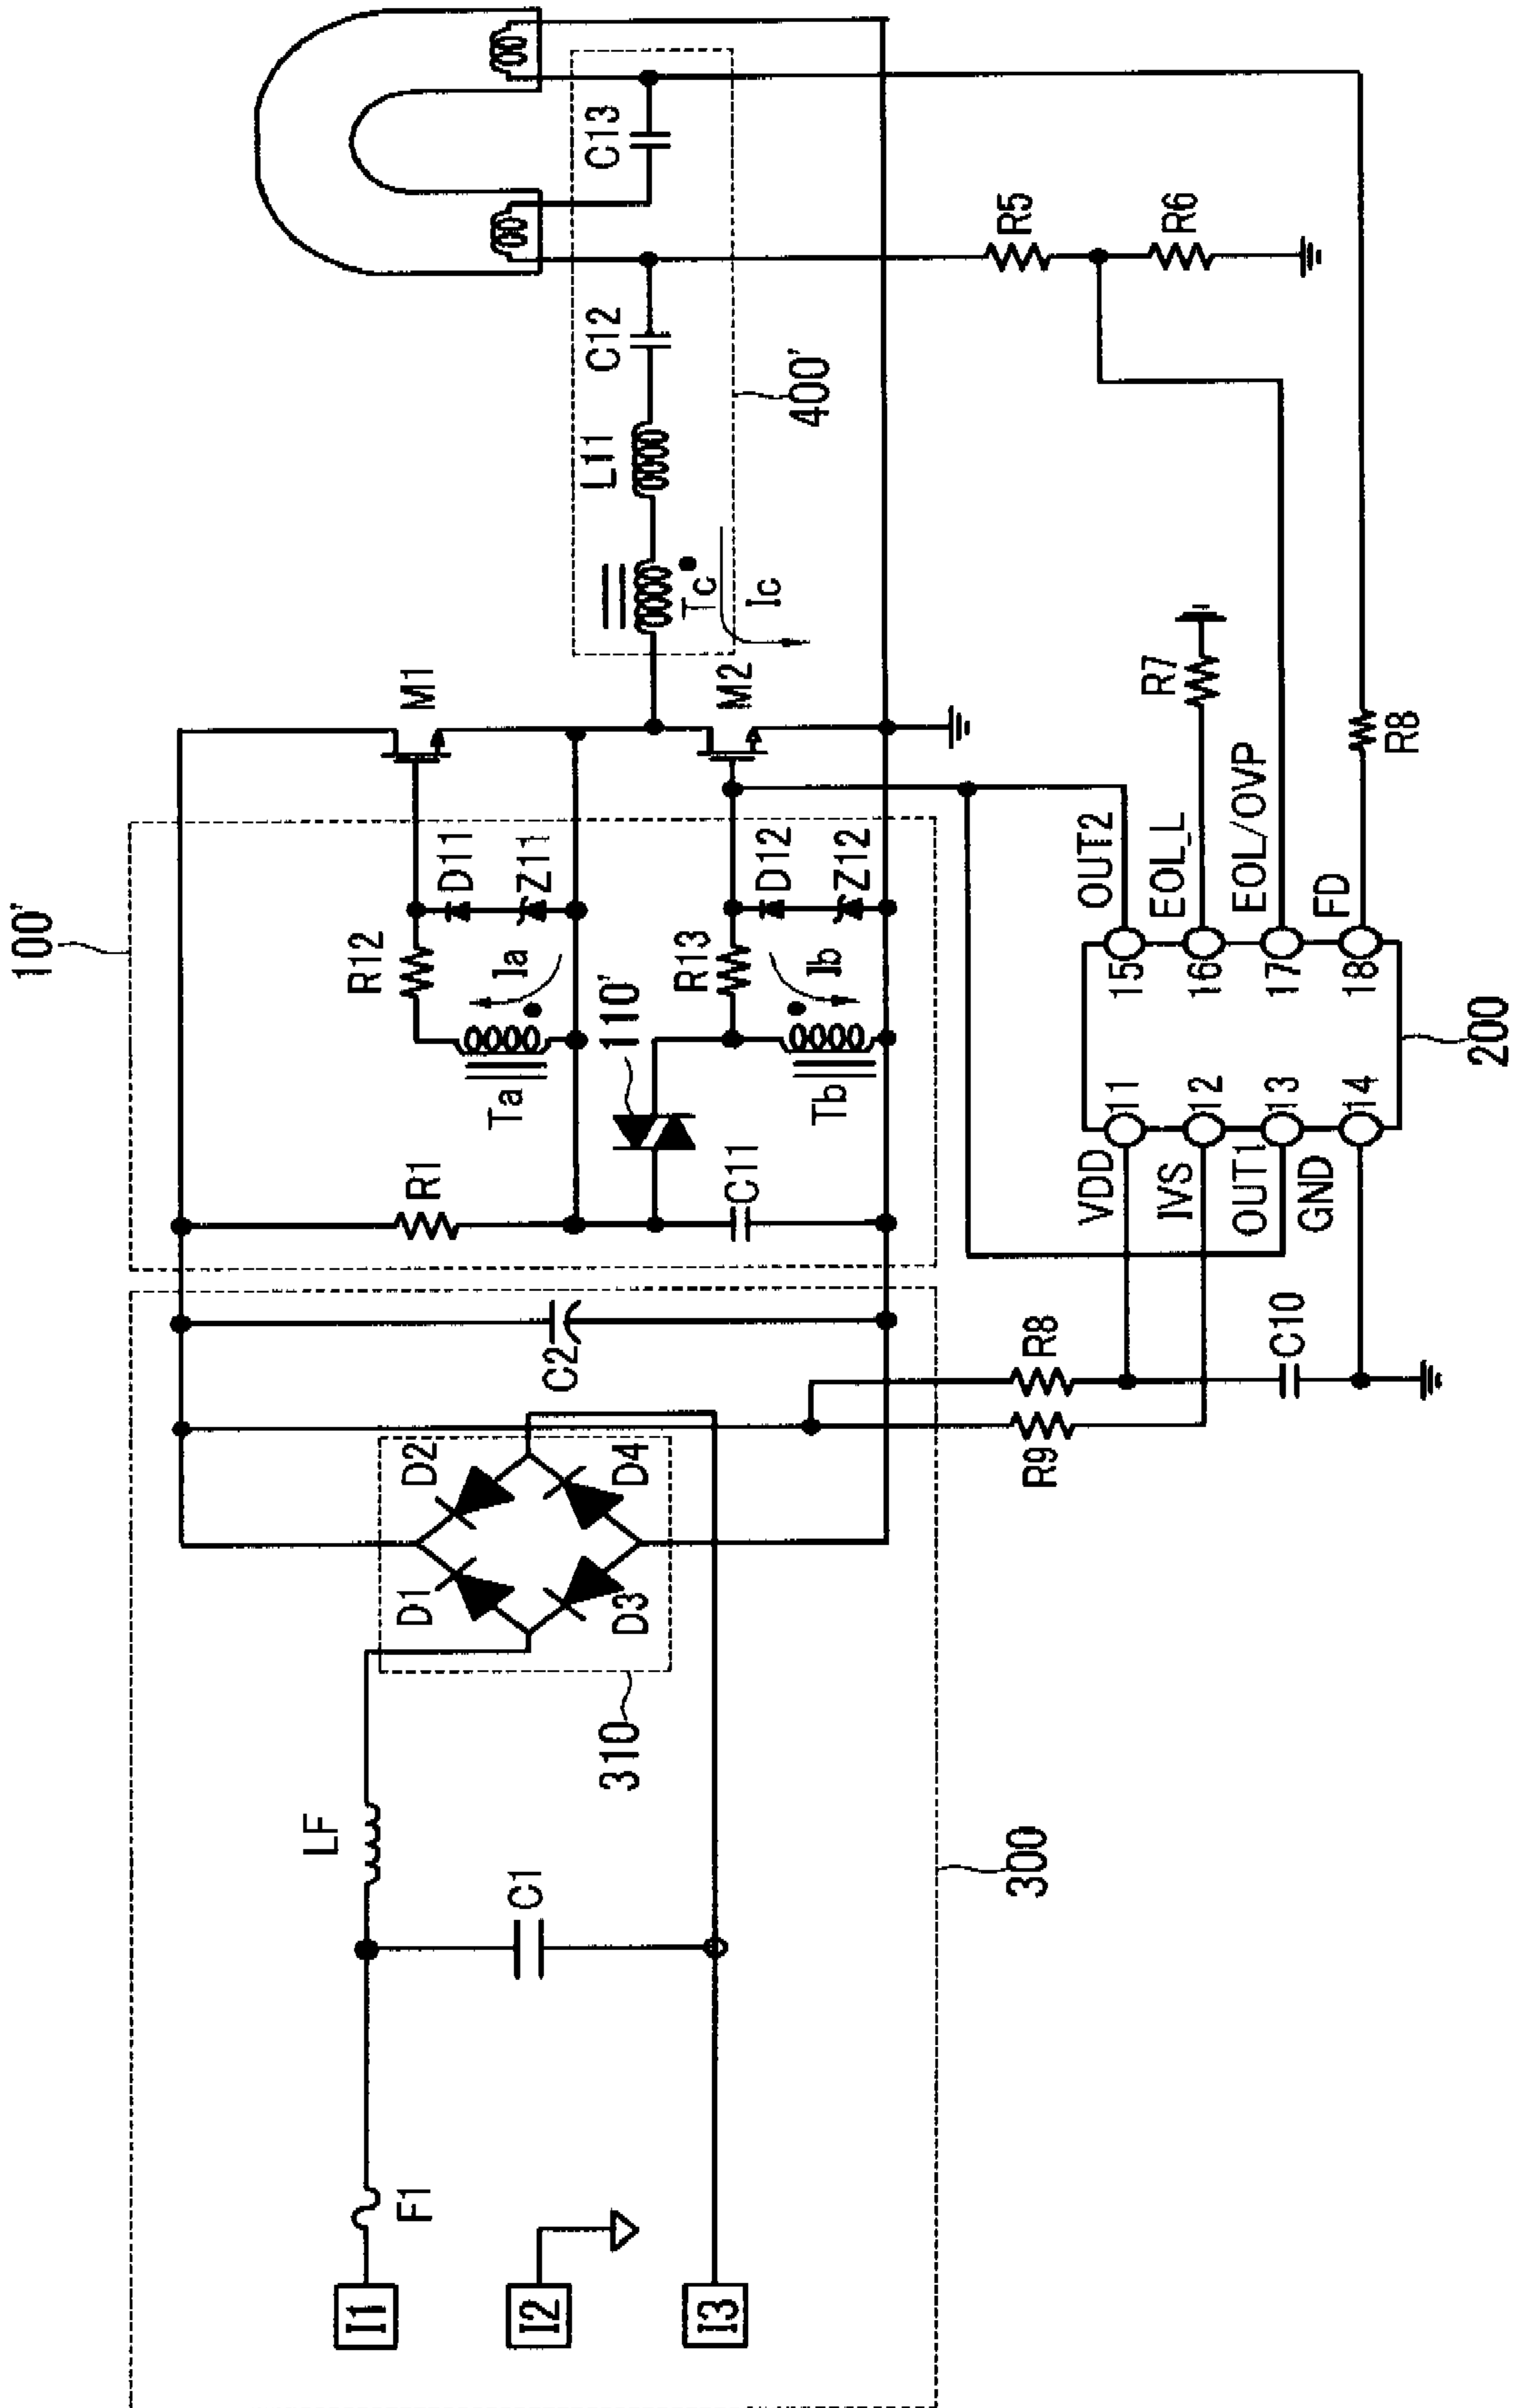 100'
I1
F1
I2
I3
LF
C1
310
300
D1
D2
D3
D4
C2
R9
R8
C10
R1
C11
110'
Ta
Tb
R12
R13
Ia
Ib
D11
Z11
D12
Z12
M1
M2
Tc
Ic
L11
C12
C13
400'
R5
R6
R7
R8
VDD
IVS
OUT1
GND
11
12
13
14
15
16
17
18
OUT2
EOL_L
EOL/OVP
FD
200